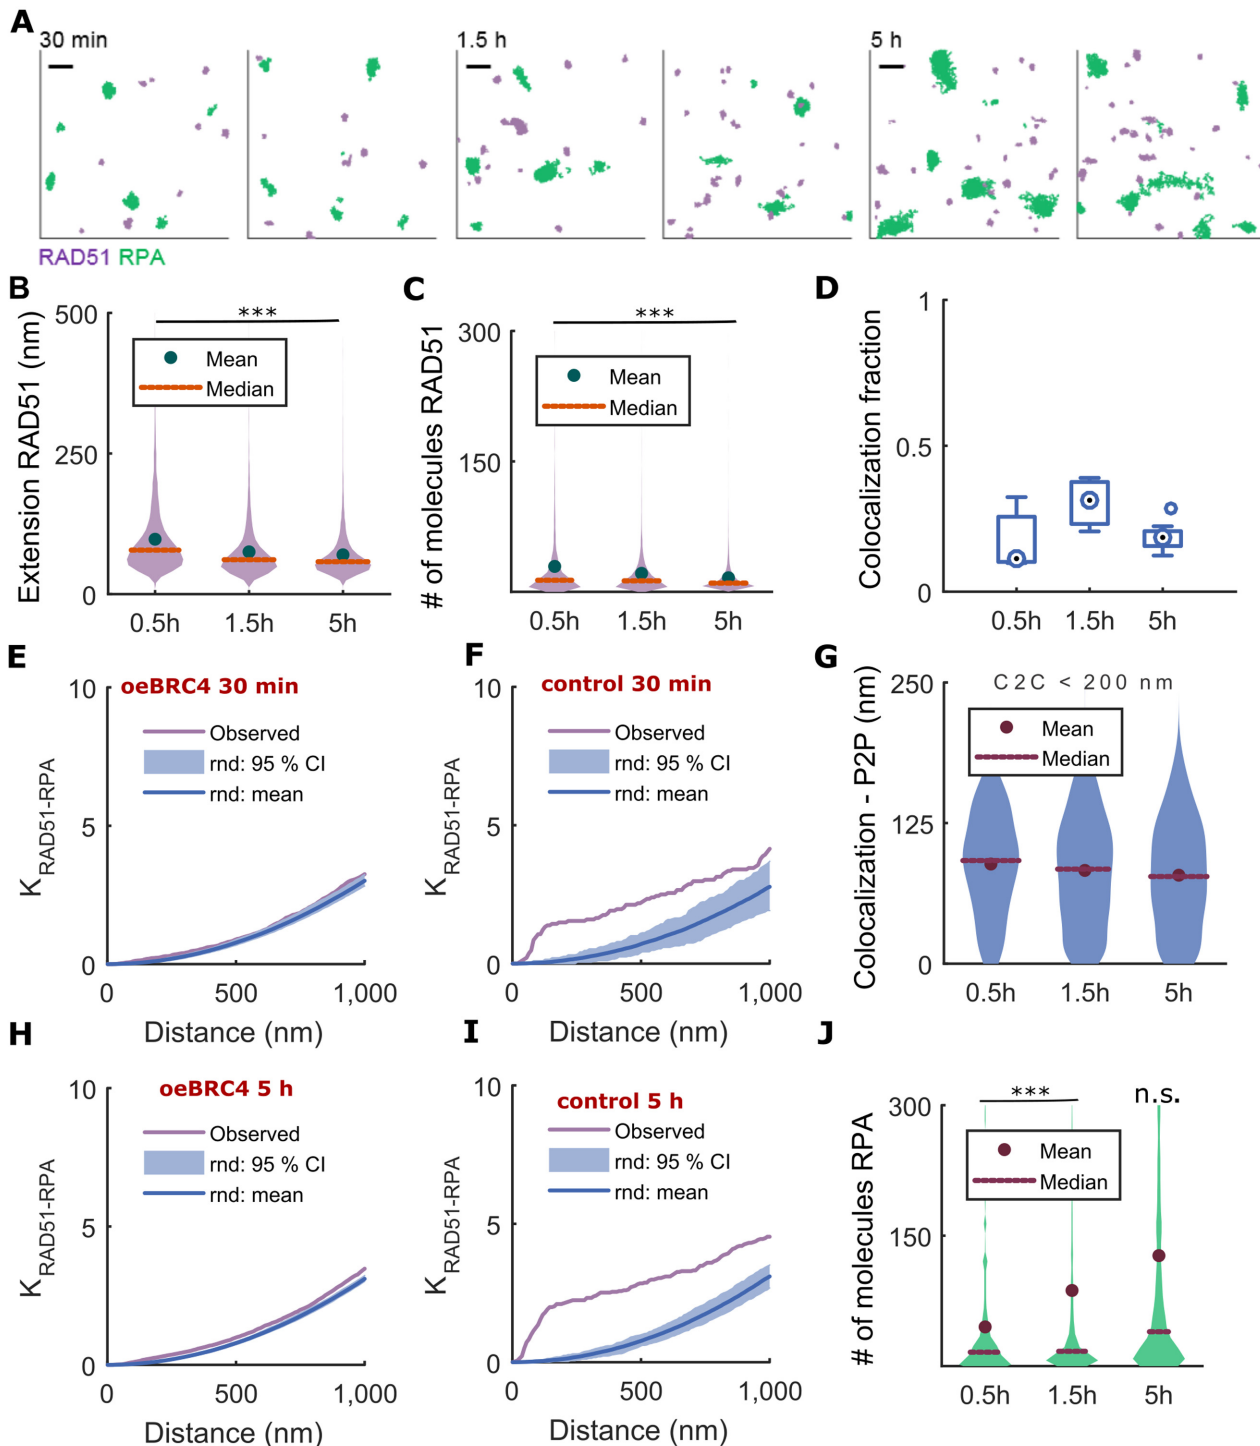 A
30 min
1.5 h
5 h
RAD51 RPA
B
Extension RAD51 (nm)
500
250
0
***
Mean
Median
0.5h 1.5h 5h
C
# of molecules RAD51
300
150
***
Mean
Median
0.5h 1.5h 5h
D
Colocalization fraction
1
0.5
0
0.5h 1.5h 5h
E
oeBRC4 30 min
K RAD51-RPA
10
5
0
Observed
rnd: 95 % CI
rnd: mean
0 500 1,000
Distance (nm)
F
control 30 min
K RAD51-RPA
10
5
0
Observed
rnd: 95 % CI
rnd: mean
0 500 1,000
Distance (nm)
G
Colocalization - P2P (nm)
250
125
0
C2C < 200 nm
Mean
Median
0.5h 1.5h 5h
H
oeBRC4 5 h
K RAD51-RPA
10
5
0
Observed
rnd: 95 % CI
rnd: mean
0 500 1,000
Distance (nm)
I
control 5 h
K RAD51-RPA
10
5
0
Observed
rnd: 95 % CI
rnd: mean
0 500 1,000
Distance (nm)
J
# of molecules RPA
300
150
***
n.s.
Mean
Median
0.5h 1.5h 5h